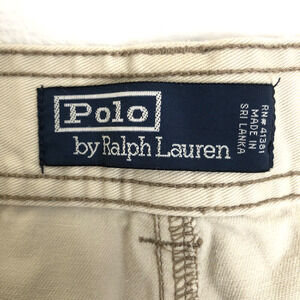 Polo
by Ralph Lauren
RN# 41381
MADE IN
SRI LANKA